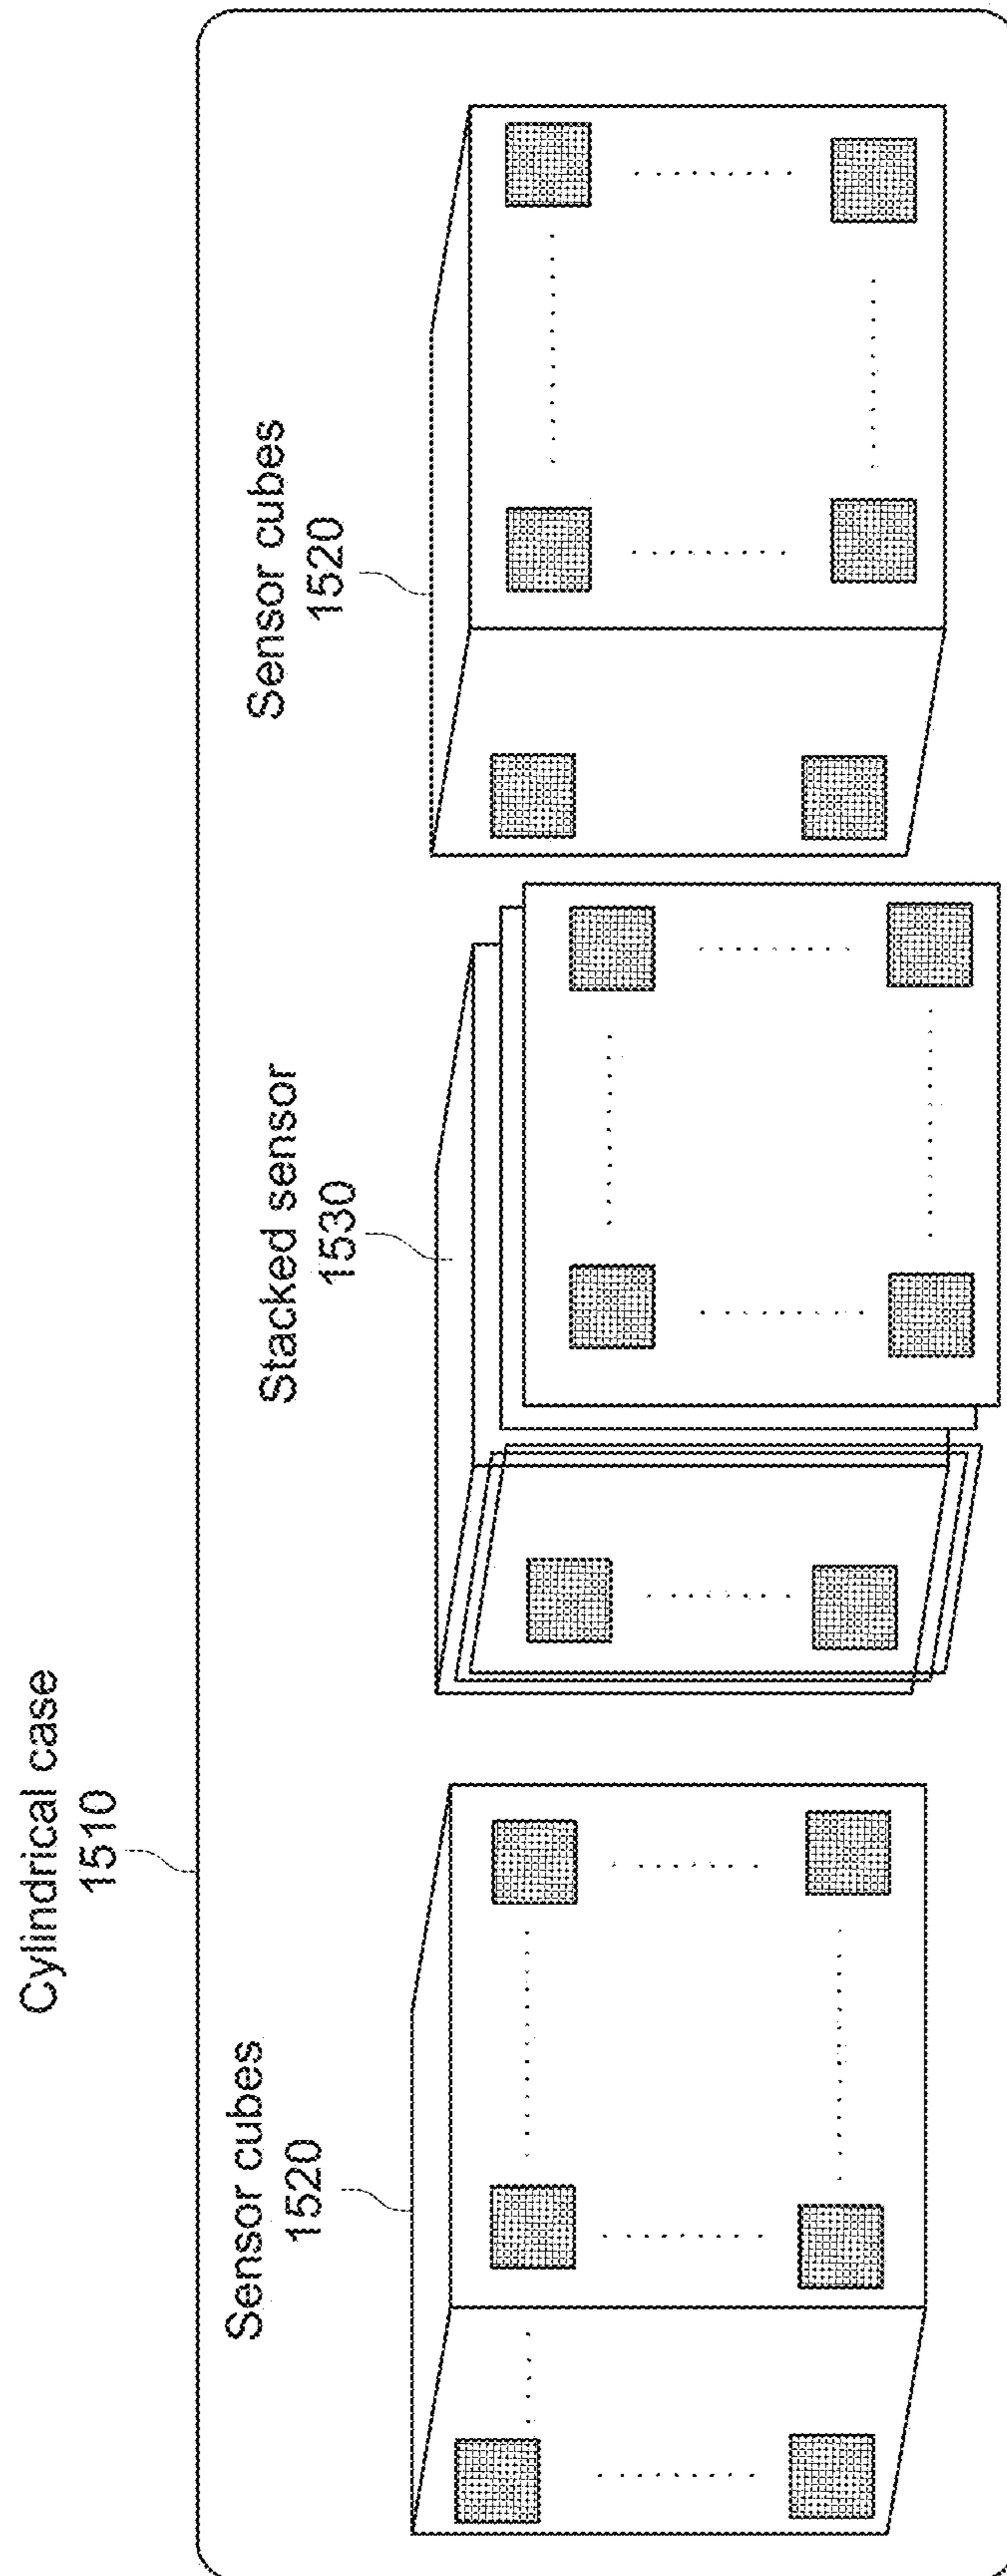 Cylindrical case
1510
Sensor cubes
1520
Stacked sensor
1530
Sensor cubes
1520